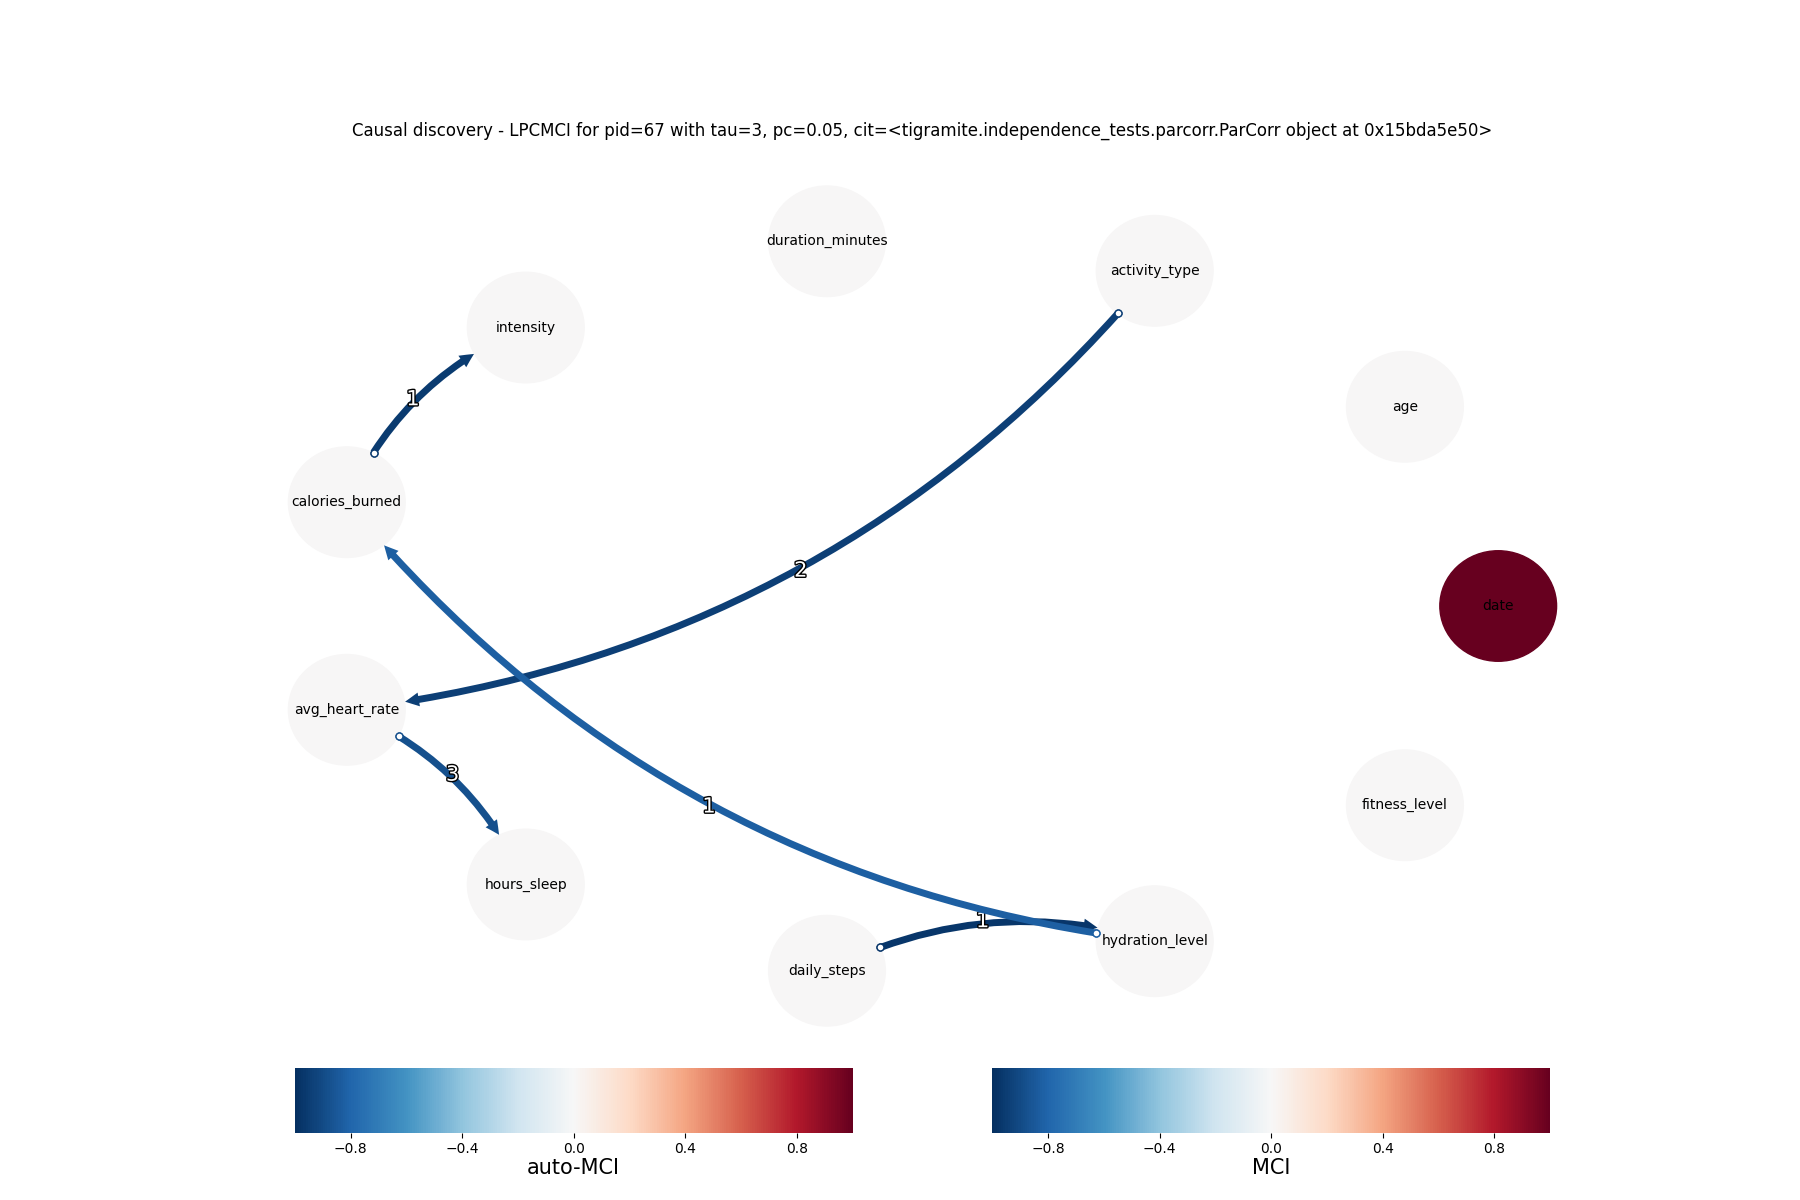 Causal discovery - LPCMCI for pid=67 with tau=3, pc=0.05, cit=<tigramite.independence_tests.parcorr.ParCorr object at 0x15bda5e50>
duration_minutes
activity_type
intensity
1
age
calories_burned
2
date
avg_heart_rate
3
1
fitness_level
hours_sleep
1
hydration_level
daily_steps
−0.8 −0.4 0.0 0.4 0.8
auto-MCI
−0.8 −0.4 0.0 0.4 0.8
MCI